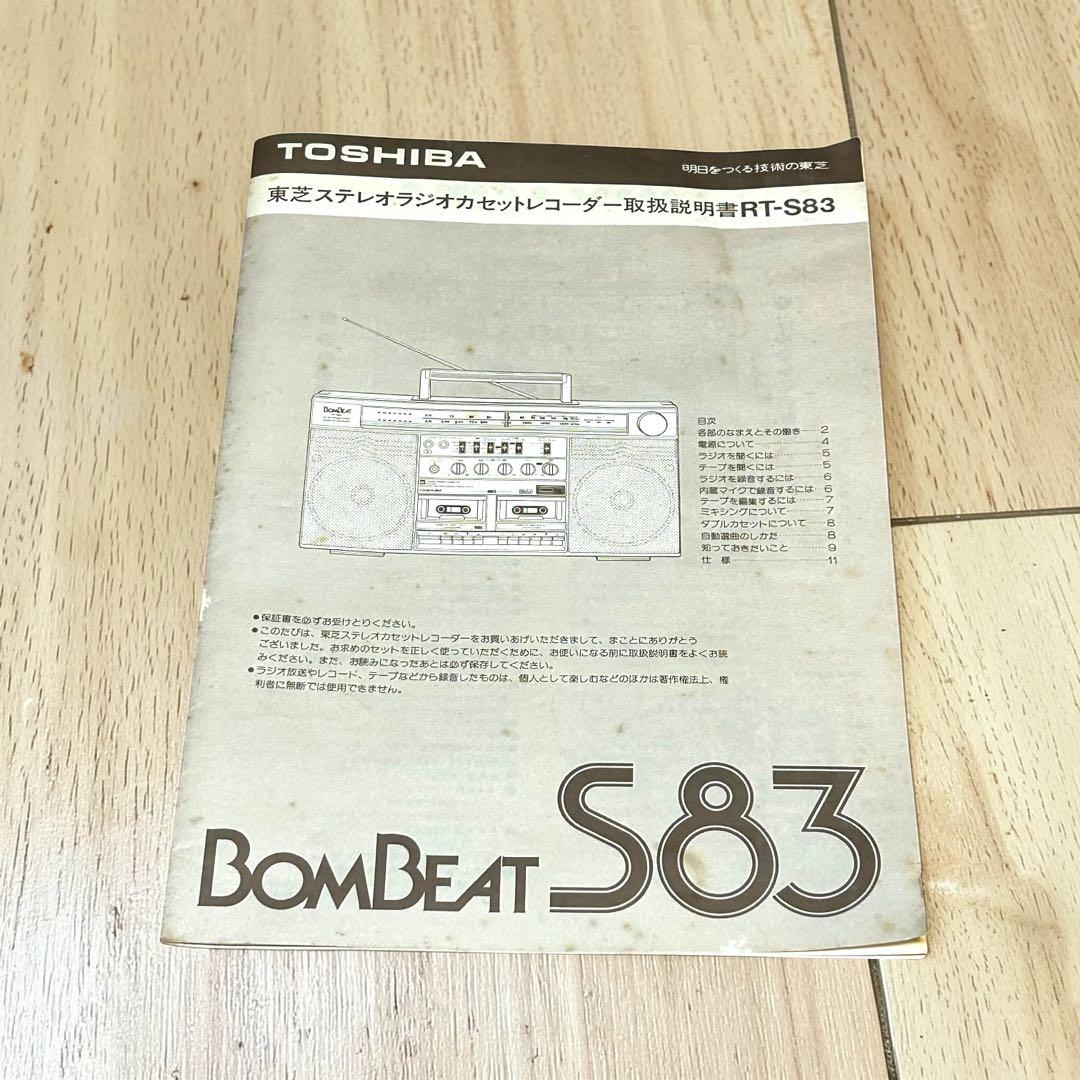 TOSHIBA
明日をつくる技術の東芝
東芝ステレオラジオカセットレコーダー取扱説明書RT-S83
BOMBEAT
TOSHIBA
目次
各部のなまえとその働き……2
電源について……4
ラジオを聞くには……5
テープを聞くには……5
ラジオを録音するには……6
内蔵マイクで録音するには……6
テープを編集するには……7
ミキシングについて……7
ダブルカセットについて……8
自動選曲のしかた……8
知っておきたいこと……9
仕様……11
●保証書を必ずお受けとりください。
●このたびは、東芝ステレオカセットレコーダーをお買いあげいただきまして、まことにありがとう
ございました。お求めのセットを正しく使っていただくために、お使いになる前に取扱説明書をよくお読
みください。また、お読みになったあとは必ず保存してください。
●ラジオ放送やレコード、テープなどから録音したものは、個人として楽しむなどのほかは著作権法上、権
利者に無断では使用できません。
BOMBEAT S83